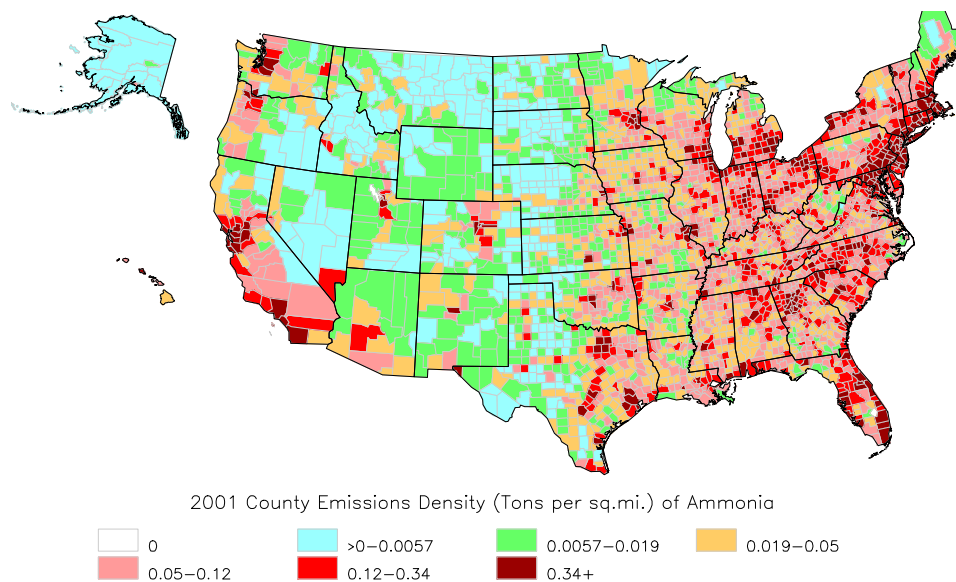 2001 County Emissions Density (Tons per sq.mi.) of Ammonia
0 >0-0.0057 0.0057-0.019 0.019-0.05
0.05-0.12 0.12-0.34 0.34+